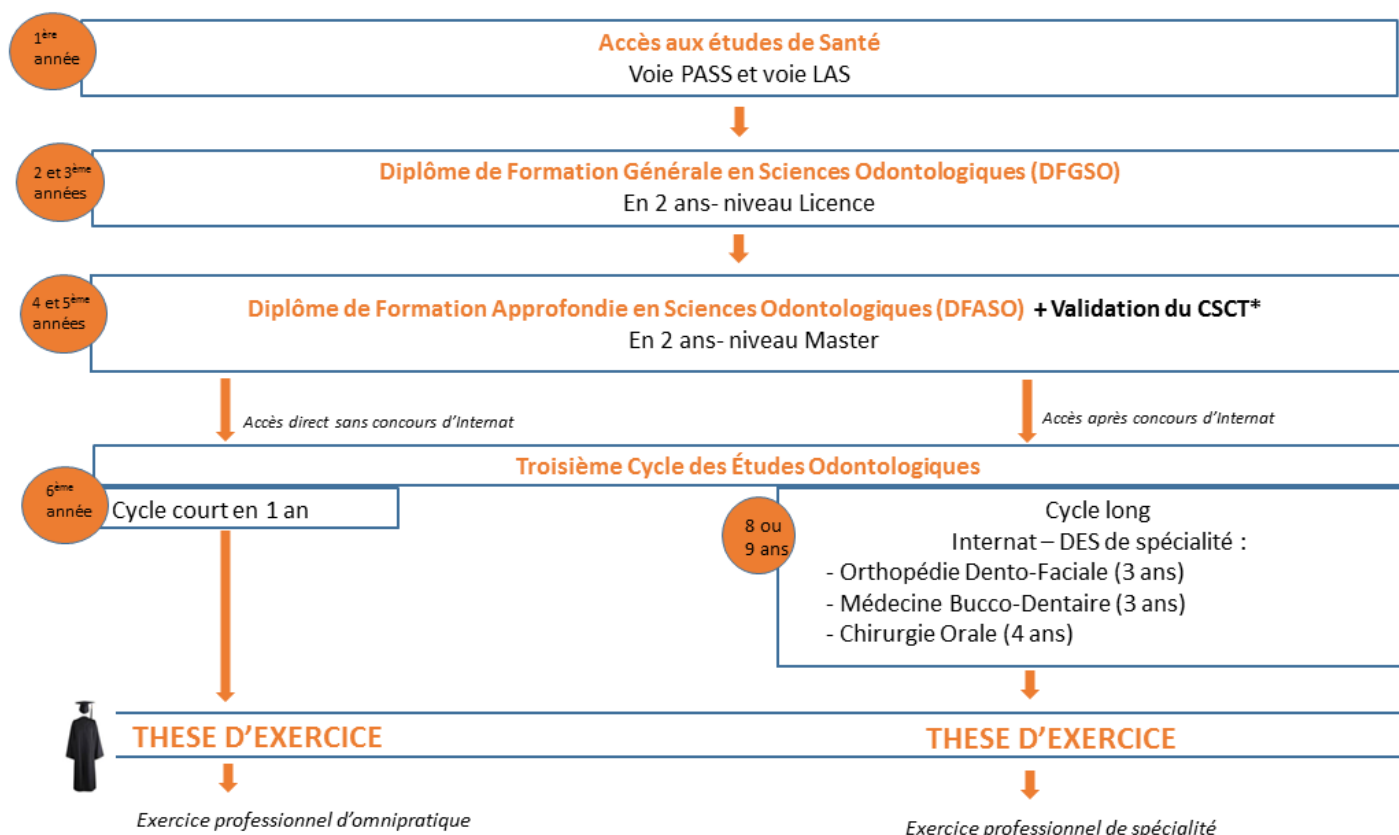 1ère
année
Accès aux études de Santé
Voie PASS et voie LAS
2 et 3ème
années
Diplôme de Formation Générale en Sciences Odontologiques (DFGSO)
En 2 ans- niveau Licence
4 et 5ème
années
Diplôme de Formation Approfondie en Sciences Odontologiques (DFASO) + Validation du CSCT*
En 2 ans- niveau Master
Accès direct sans concours d'Internat
Accès après concours d'Internat
Troisième Cycle des Études Odontologiques
6ème
année
Cycle court en 1 an
8 ou
9 ans
Cycle long
Internat – DES de spécialité :
- Orthopédie Dento-Faciale (3 ans)
- Médecine Bucco-Dentaire (3 ans)
- Chirurgie Orale (4 ans)
THESE D'EXERCICE
THESE D'EXERCICE
Exercice professionnel d'omnipratique
Exercice professionnel de spécialité